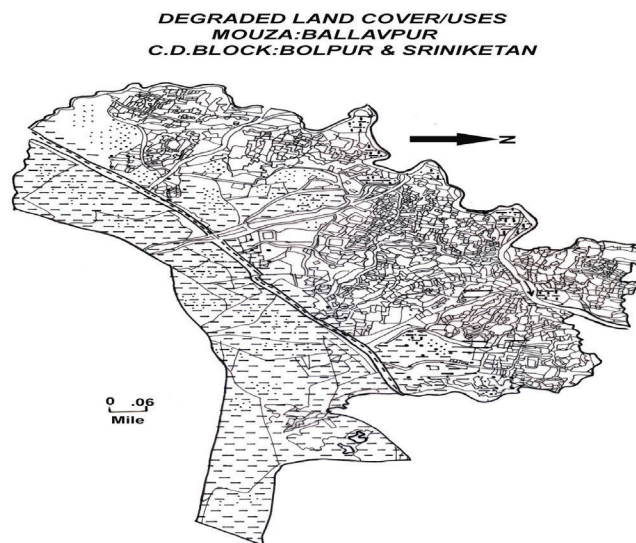 DEGRADED LAND COVER/USES
MOUZA:BALLAVPUR
C.D.BLOCK:BOLPUR & SRINIKETAN
N
0 .06
Mile